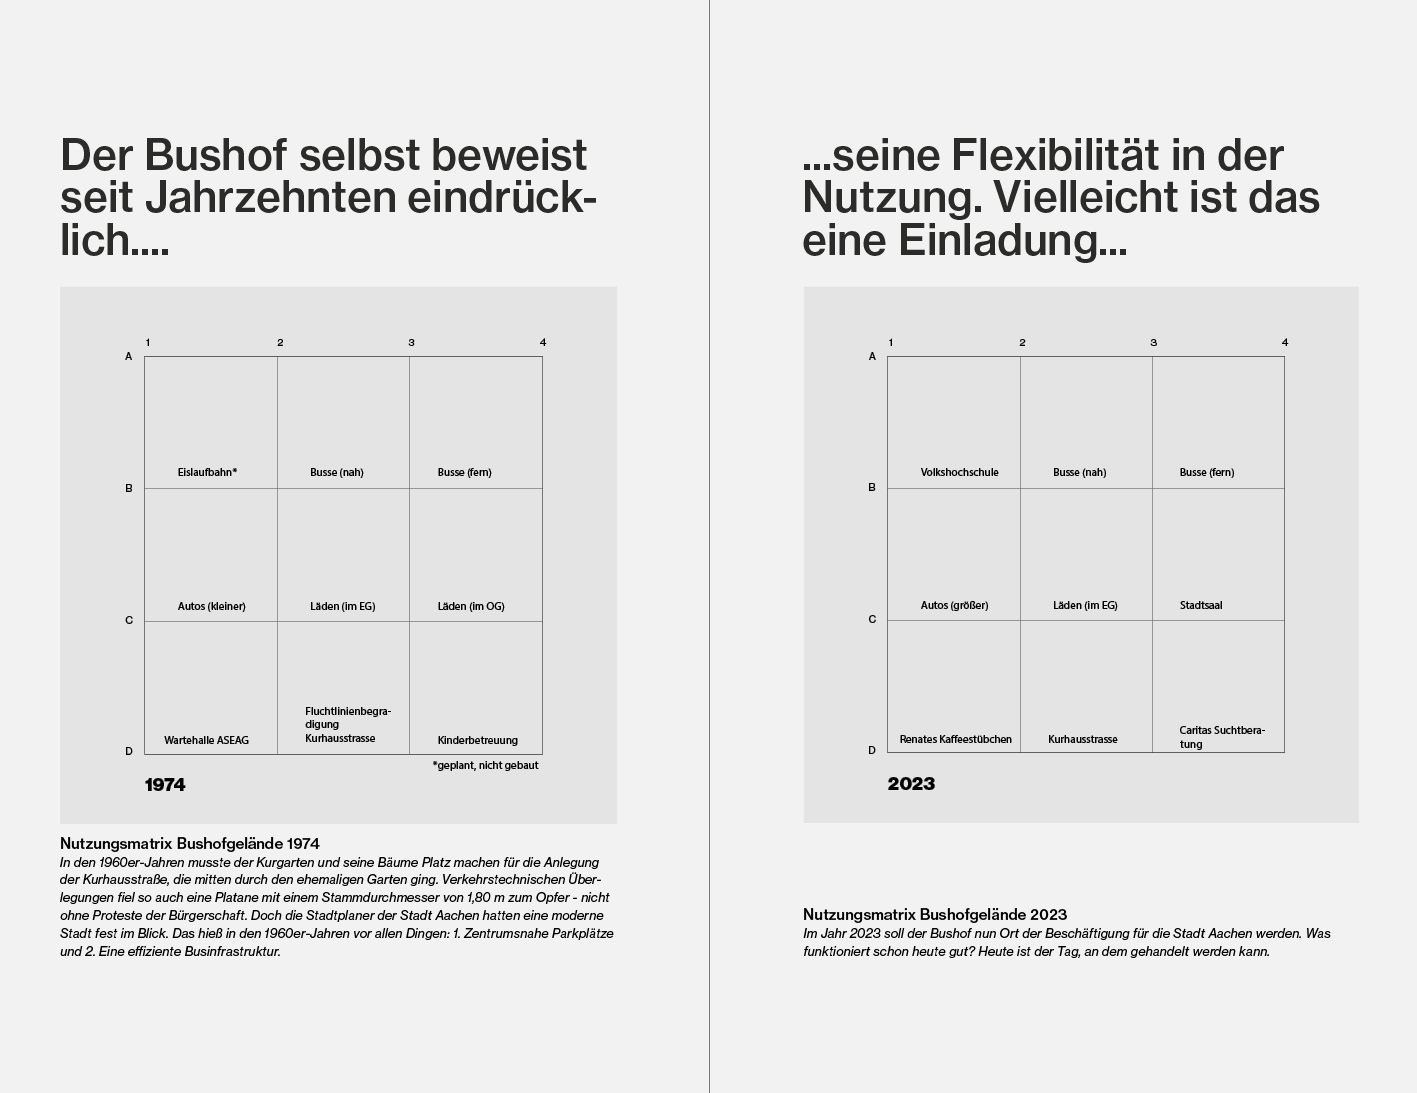 Der Bushof selbst beweist
seit Jahrzehnten eindrück-
lich....
1 2 3 4
A
Eislaufbahn* Busse (nah) Busse (fern)
B
Autos (kleiner) Läden (im EG) Läden (im OG)
C
Fluchtlinienbegra-
digung
Kurhausstrasse
Wartehalle ASEAG Kinderbetreuung
D
*geplant, nicht gebaut
1974
Nutzungsmatrix Bushofgelände 1974
In den 1960er-Jahren musste der Kurgarten und seine Bäume Platz machen für die Anlegung
der Kurhausstraße, die mitten durch den ehemaligen Garten ging. Verkehrstechnischen Über-
legungen fiel so auch eine Platane mit einem Stammdurchmesser von 1,80 m zum Opfer - nicht
ohne Proteste der Bürgerschaft. Doch die Stadtplaner der Stadt Aachen hatten eine moderne
Stadt fest im Blick. Das hieß in den 1960er-Jahren vor allen Dingen: 1. Zentrumsnahe Parkplätze
und 2. Eine effiziente Businfrastruktur.
...seine Flexibilität in der
Nutzung. Vielleicht ist das
eine Einladung...
1 2 3 4
A
Volkshochschule Busse (nah) Busse (fern)
B
Autos (größer) Läden (im EG) Stadtsaal
C
Renates Kaffeestübchen Kurhausstrasse Caritas Suchtbera-
tung
D
2023
Nutzungsmatrix Bushofgelände 2023
Im Jahr 2023 soll der Bushof nun Ort der Beschäftigung für die Stadt Aachen werden. Was
funktioniert schon heute gut? Heute ist der Tag, an dem gehandelt werden kann.